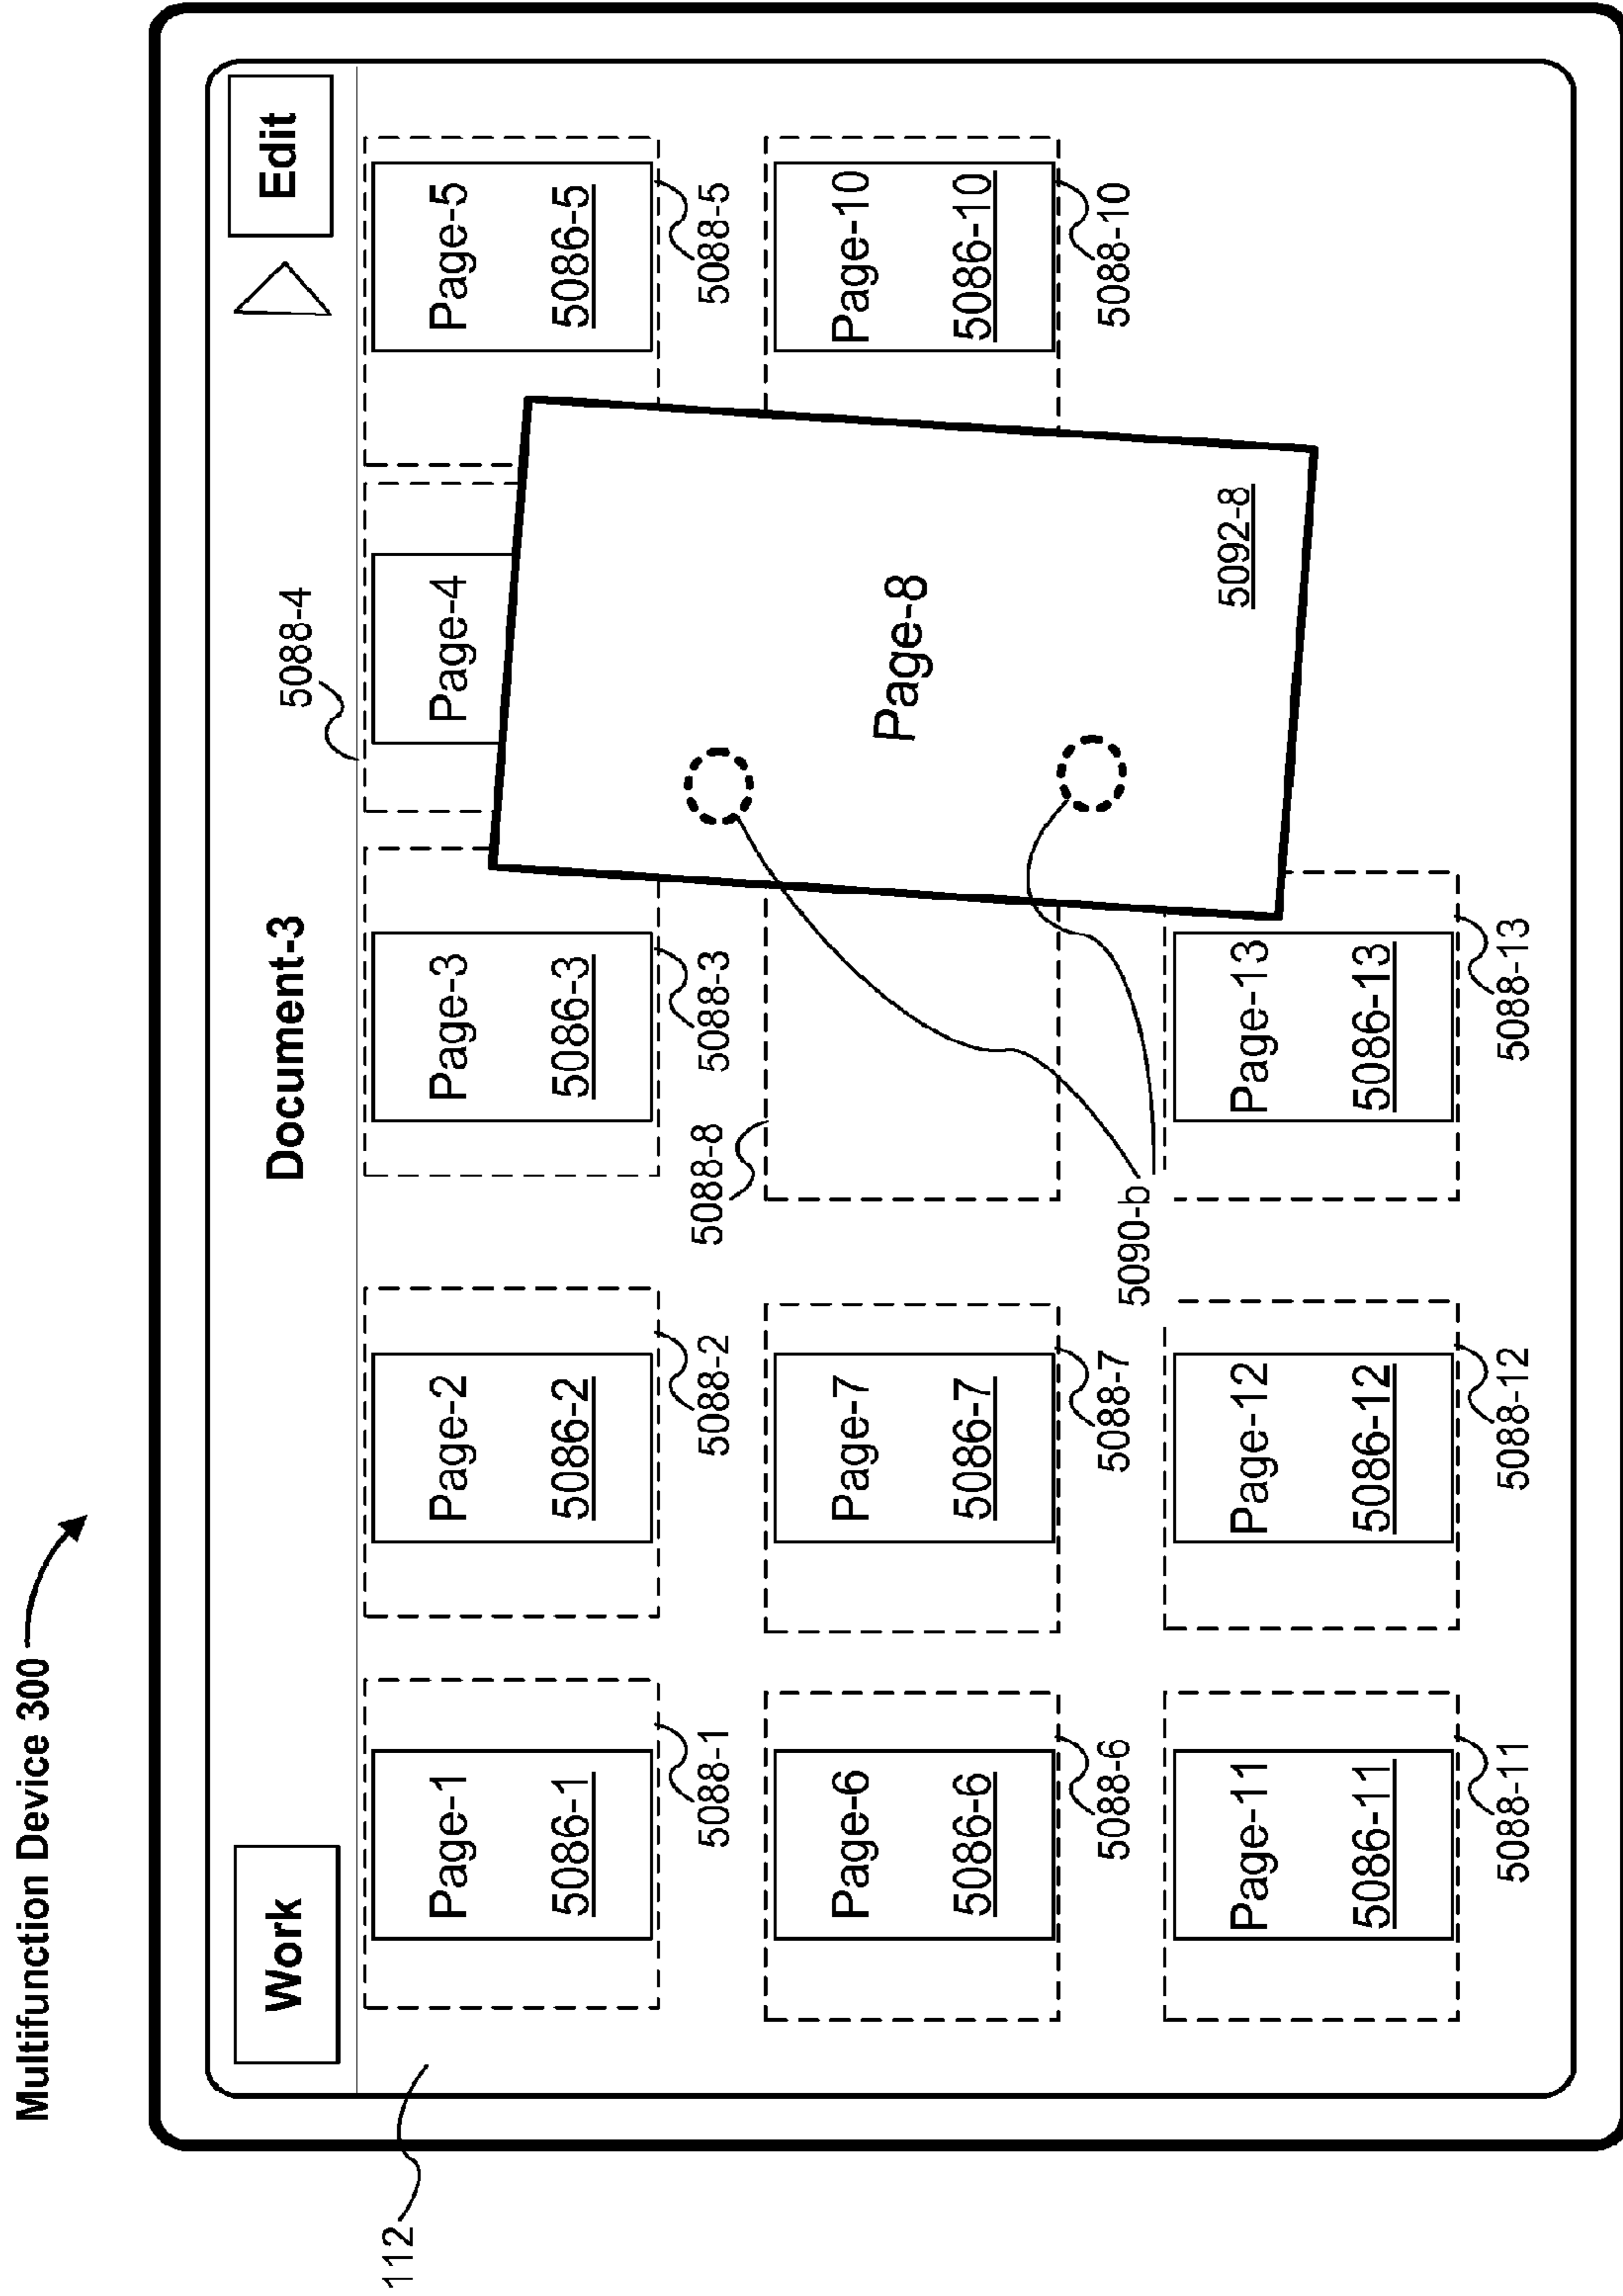 Multifunction Device 300
112
Work
Document-3
Edit
5088-4
Page-1
5086-1
Page-2
5086-2
Page-3
5086-3
Page-4
Page-5
5086-5
5088-1
5088-2
5088-3
5088-5
5088-8
Page-6
5086-6
Page-7
5086-7
Page-8
5092-8
Page-10
5086-10
5088-6
5088-7
5090-b
5088-10
Page-11
5086-11
Page-12
5086-12
Page-13
5086-13
5088-11
5088-12
5088-13